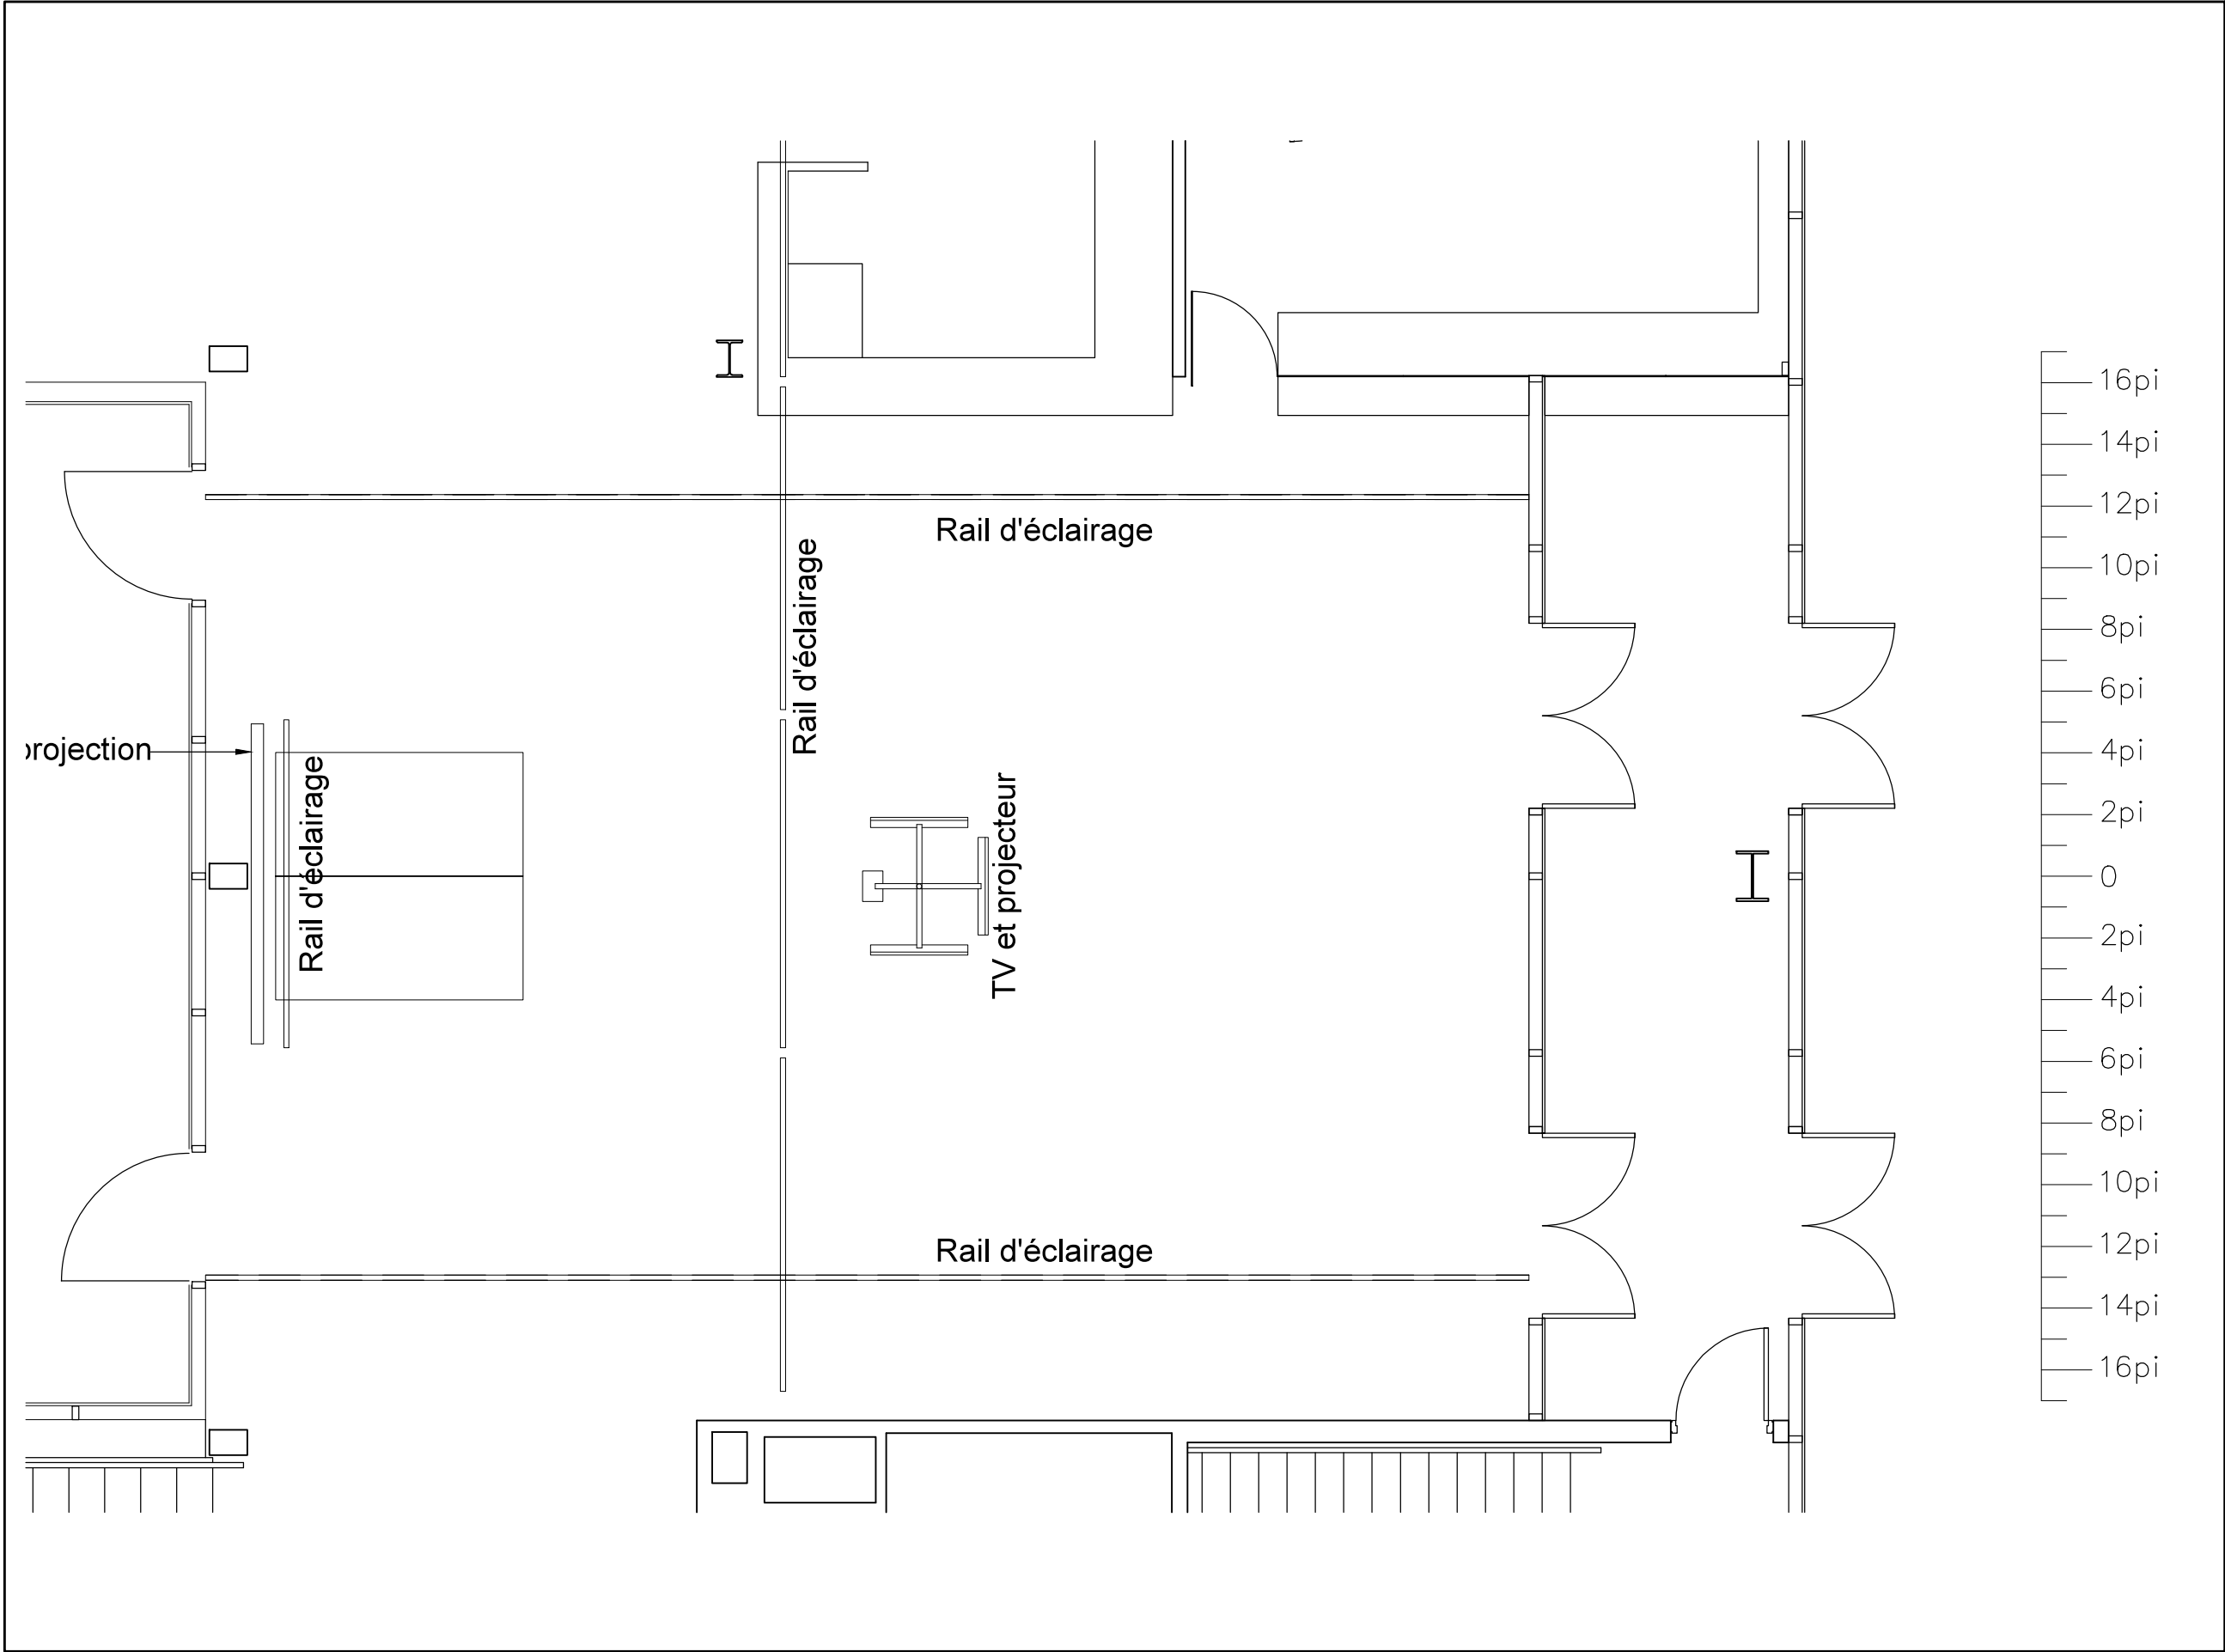 Rail d'éclairage
Rail d'éclairage
rojection
Rail d'éclairage
TV et projecteur
Rail d'éclairage
16pi
14pi
12pi
10pi
8pi
6pi
4pi
2pi
0
2pi
4pi
6pi
8pi
10pi
12pi
14pi
16pi